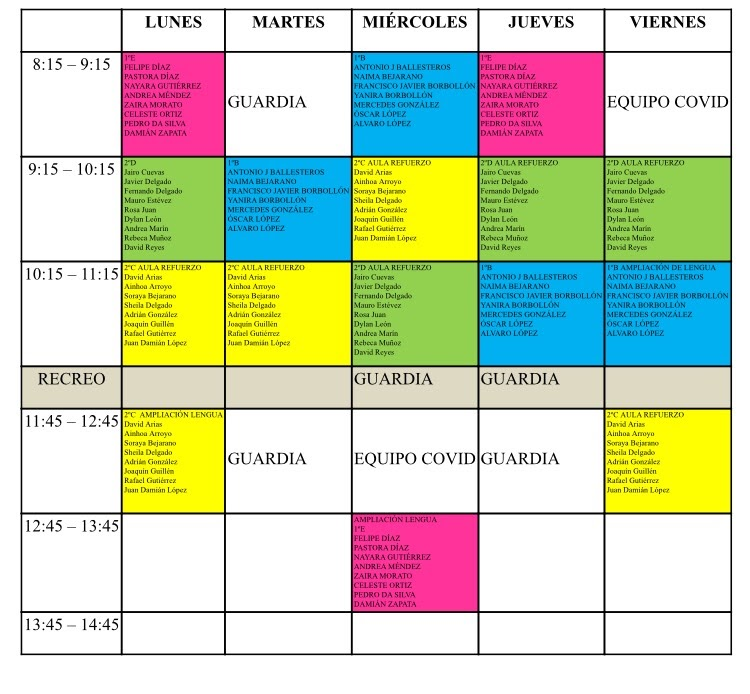 LUNES
MARTES
MIÉRCOLES
JUEVES
VIERNES
8:15 – 9:15
1ºE
FELIPE DÍAZ
PASTORA DÍAZ
NAYARA GUTIÉRREZ
ANDREA MÉNDEZ
ZAIRA MORATO
CELESTE ORTIZ
PEDRO DA SILVA
DAMIÁN ZAPATA
GUARDIA
1ºB
ANTONIO J BALLESTEROS
NAIMA BEJARANO
FRANCISCO JAVIER BORBOLLÓN
YANIRA BORBOLLÓN
MERCEDES GONZÁLEZ
ÓSCAR LÓPEZ
ALVARO LÓPEZ
1ºE
FELIPE DÍAZ
PASTORA DÍAZ
NAYARA GUTIÉRREZ
ANDREA MÉNDEZ
ZAIRA MORATO
CELESTE ORTIZ
PEDRO DA SILVA
DAMIÁN ZAPATA
EQUIPO COVID
9:15 – 10:15
2ºD
Jairo Cuevas
Javier Delgado
Fernando Delgado
Mauro Estévez
Rosa Juan
Dylan León
Andrea Marín
Rebeca Muñoz
David Reyes
1ºB
ANTONIO J BALLESTEROS
NAIMA BEJARANO
FRANCISCO JAVIER BORBOLLÓN
YANIRA BORBOLLÓN
MERCEDES GONZÁLEZ
ÓSCAR LÓPEZ
ALVARO LÓPEZ
2ºC AULA REFUERZO
David Arias
Ainhoa Arroyo
Soraya Bejarano
Sheila Delgado
Adrián González
Joaquín Guillén
Rafael Gutiérrez
Juan Damián López
2ºD AULA REFUERZO
Jairo Cuevas
Javier Delgado
Fernando Delgado
Mauro Estévez
Rosa Juan
Dylan León
Andrea Marín
Rebeca Muñoz
David Reyes
2ºD AULA REFUERZO
Jairo Cuevas
Javier Delgado
Fernando Delgado
Mauro Estévez
Rosa Juan
Dylan León
Andrea Marín
Rebeca Muñoz
David Reyes
10:15 – 11:15
2ºC AULA REFUERZO
David Arias
Ainhoa Arroyo
Soraya Bejarano
Sheila Delgado
Adrián González
Joaquín Guillén
Rafael Gutiérrez
Juan Damián López
2ºC AULA REFUERZO
David Arias
Ainhoa Arroyo
Soraya Bejarano
Sheila Delgado
Adrián González
Joaquín Guillén
Rafael Gutiérrez
Juan Damián López
2ºD AULA REFUERZO
Jairo Cuevas
Javier Delgado
Fernando Delgado
Mauro Estévez
Rosa Juan
Dylan León
Andrea Marín
Rebeca Muñoz
David Reyes
1ºB
ANTONIO J BALLESTEROS
NAIMA BEJARANO
FRANCISCO JAVIER BORBOLLÓN
YANIRA BORBOLLÓN
MERCEDES GONZÁLEZ
ÓSCAR LÓPEZ
ALVARO LÓPEZ
1ºB AMPLIACIÓN DE LENGUA
ANTONIO J BALLESTEROS
NAIMA BEJARANO
FRANCISCO JAVIER BORBOLLÓN
YANIRA BORBOLLÓN
MERCEDES GONZÁLEZ
ÓSCAR LÓPEZ
ALVARO LÓPEZ
RECREO
GUARDIA
GUARDIA
11:45 – 12:45
2ºC AMPLIACIÓN LENGUA
David Arias
Ainhoa Arroyo
Soraya Bejarano
Sheila Delgado
Adrián González
Joaquín Guillén
Rafael Gutiérrez
Juan Damián López
GUARDIA
EQUIPO COVID
GUARDIA
2ºC AULA REFUERZO
David Arias
Ainhoa Arroyo
Soraya Bejarano
Sheila Delgado
Adrián González
Joaquín Guillén
Rafael Gutiérrez
Juan Damián López
12:45 – 13:45
AMPLIACIÓN LENGUA
1ºE
FELIPE DÍAZ
PASTORA DÍAZ
NAYARA GUTIÉRREZ
ANDREA MÉNDEZ
ZAIRA MORATO
CELESTE ORTIZ
PEDRO DA SILVA
DAMIÁN ZAPATA
13:45 – 14:45